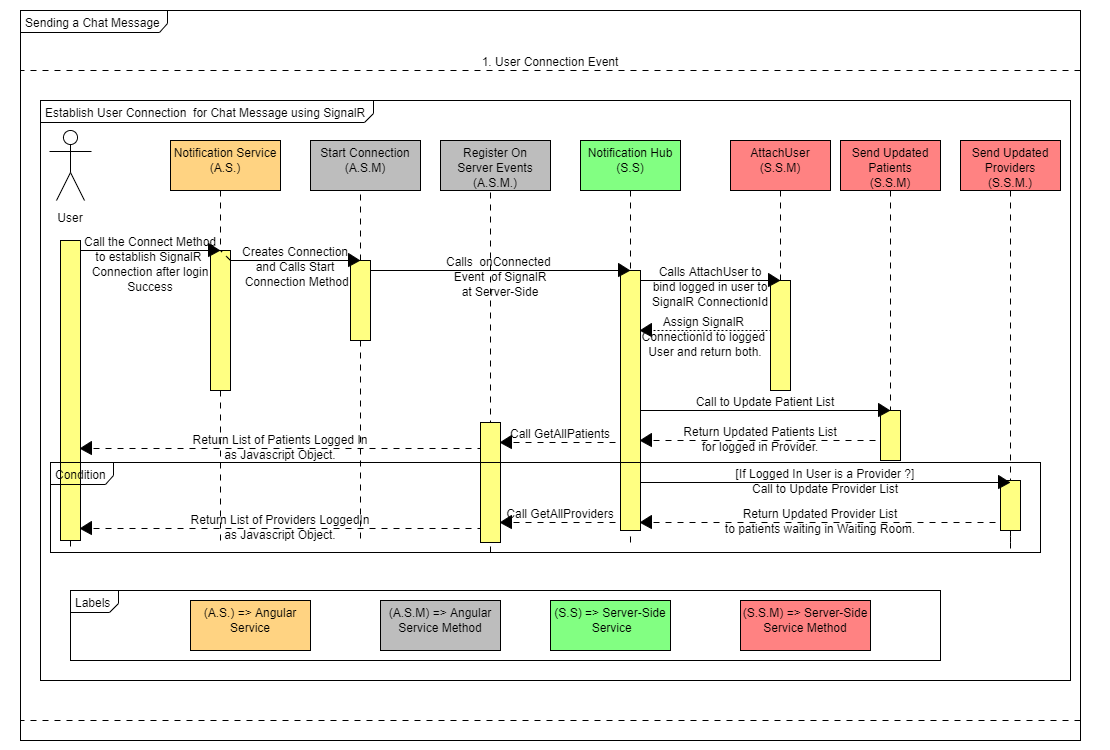 Sending a Chat Message
1. User Connection Event
Establish User Connection  for Chat Message using SignalR
Notification Service
(A.S.)
Start Connection
(A.S.M)
Register On
Server Events
(A.S.M.)
Notification Hub
(S.S)
AttachUser
(S.S.M)
Send Updated
Patients
(S.S.M)
Send Updated
Providers
(S.S.M.)
User
Call the Connect Method
to establish SignalR
Connection after login
Success
Creates Connection
and Calls Start
Connection Method
Calls  onConnected
Event  of SignalR
at Server-Side
Calls AttachUser to
bind logged in user to
SignalR ConnectionId
Assign SignalR
ConnectionId to logged
User and return both.
Call to Update Patient List
Return List of Patients Logged In
as Javascript Object.
Call GetAllPatients
Return Updated Patients List
for logged in Provider.
Condition
[If Logged In User is a Provider ?]
Call to Update Provider List
Return List of Providers LoggedIn
as Javascript Object.
Call GetAllProviders
Return Updated Provider List
to patients waiting in Waiting Room.
Labels
(A.S.) => Angular
Service
(A.S.M) => Angular
Service Method
(S.S) => Server-Side
Service
(S.S.M) => Server-Side
Service Method